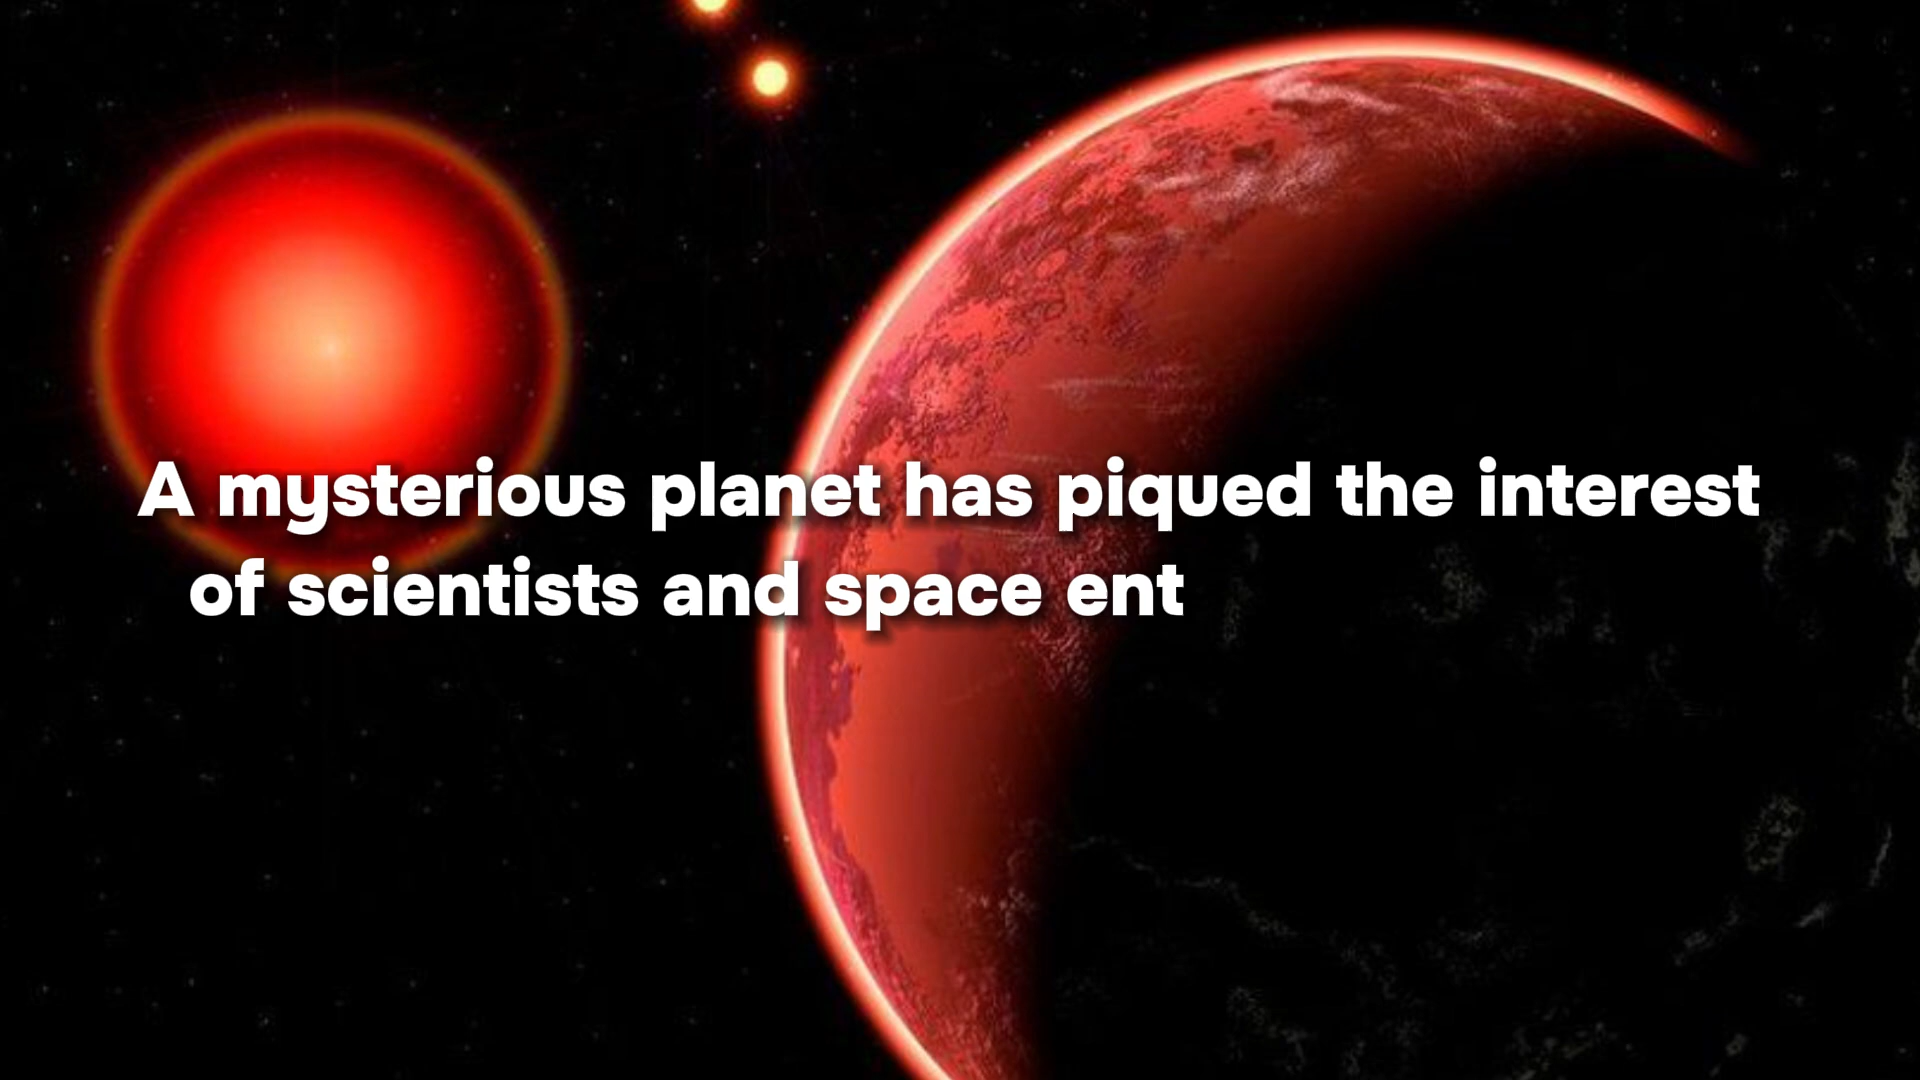 A mysterious planet has piqued the interest
of scientists and space ent